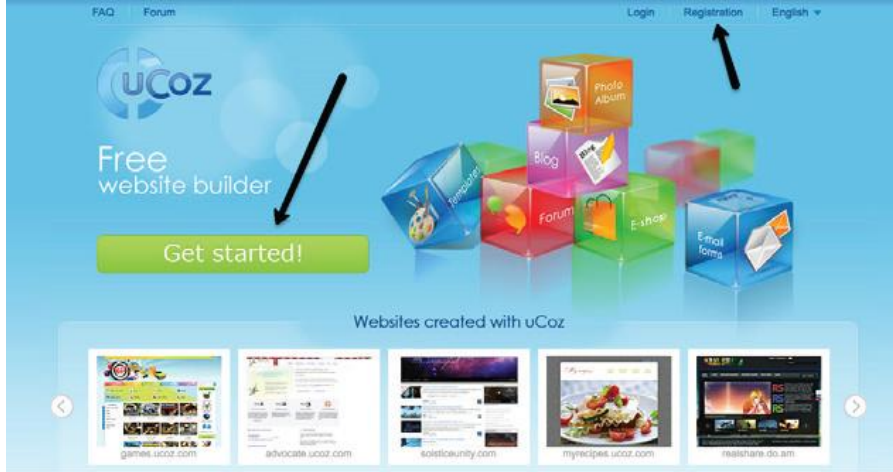 FAQ Forum Login Registration English
uCoz
Free
website builder
Get started!
Photo
Album
Blog
Templates
Forum
E-shop
E-mail
forms
Websites created with uCoz
games.ucoz.com advocate.ucoz.com solsticeunity.com myrecipes.ucoz.com realshare.do.am